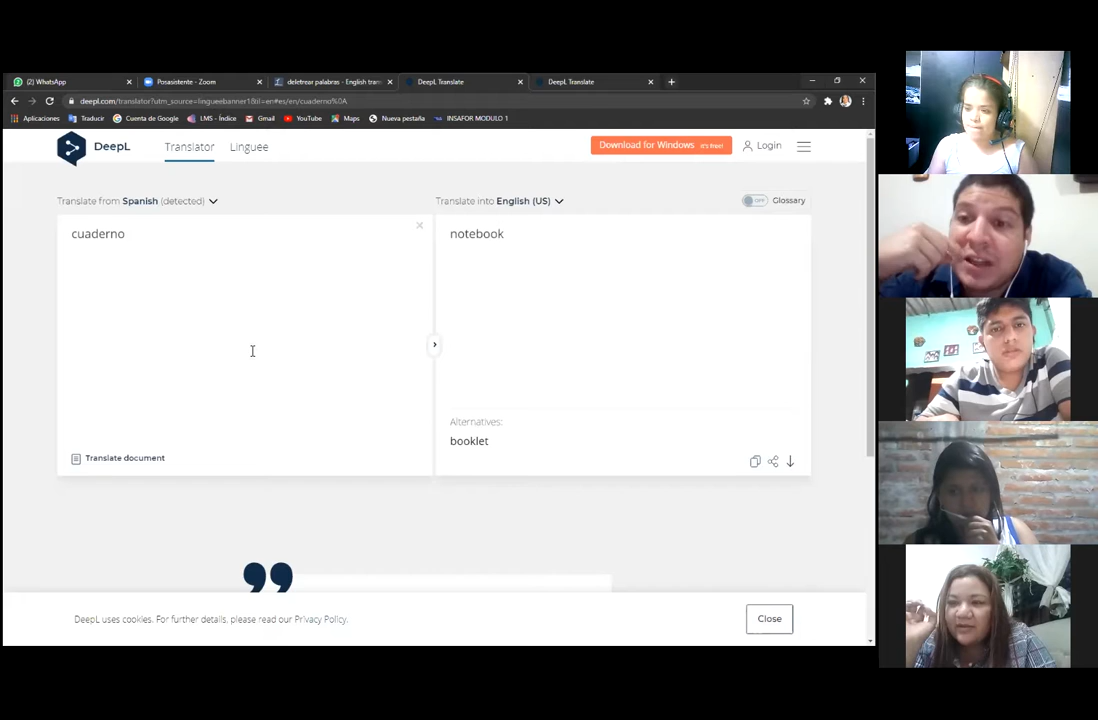 (2) WhatsApp
Posasistente - Zoom
deletrear palabras - English tran
DeepL Translate
DeepL Translate
deepl.com/translator?utm_source=lingueebanner1&il=en#es/en/cuaderno%0A
Aplicaciones
Traducir
Cuenta de Google
LMS - Índice
Gmail
YouTube
Maps
Nueva pestaña
INSAFOR MODULO 1
DeepL
Translator
Linguee
Download for Windows It's free!
Login
Translate from Spanish (detected)
Translate into English (US)
OFF
Glossary
cuaderno
notebook
Alternatives:
booklet
Translate document
DeepL uses cookies. For further details, please read our Privacy Policy.
Close